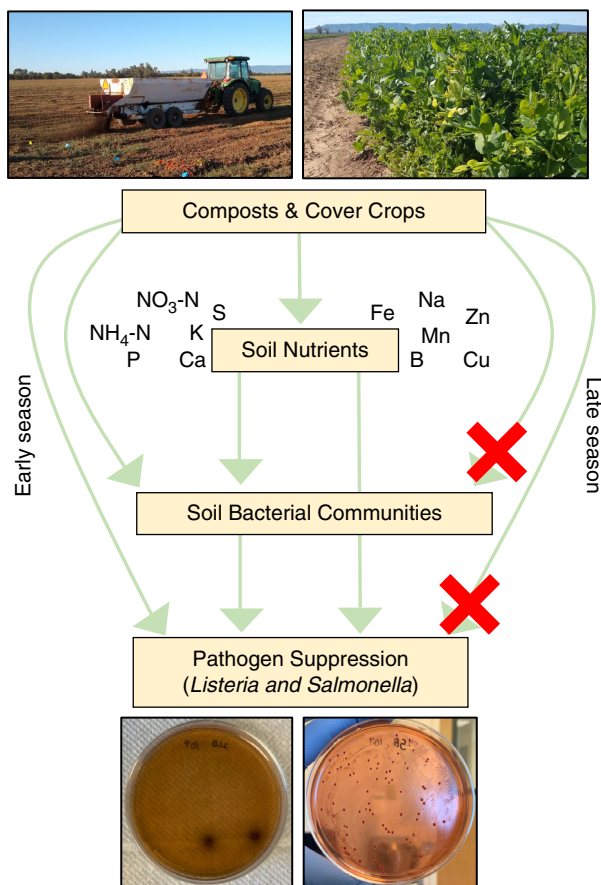 Composts & Cover Crops
NO₃-N
S
Fe
Na
Zn
NH₄-N
K
Mn
P
Ca
Soil Nutrients
B
Cu
Early season
Late season
Soil Bacterial Communities
Pathogen Suppression
(Listeria and Salmonella)